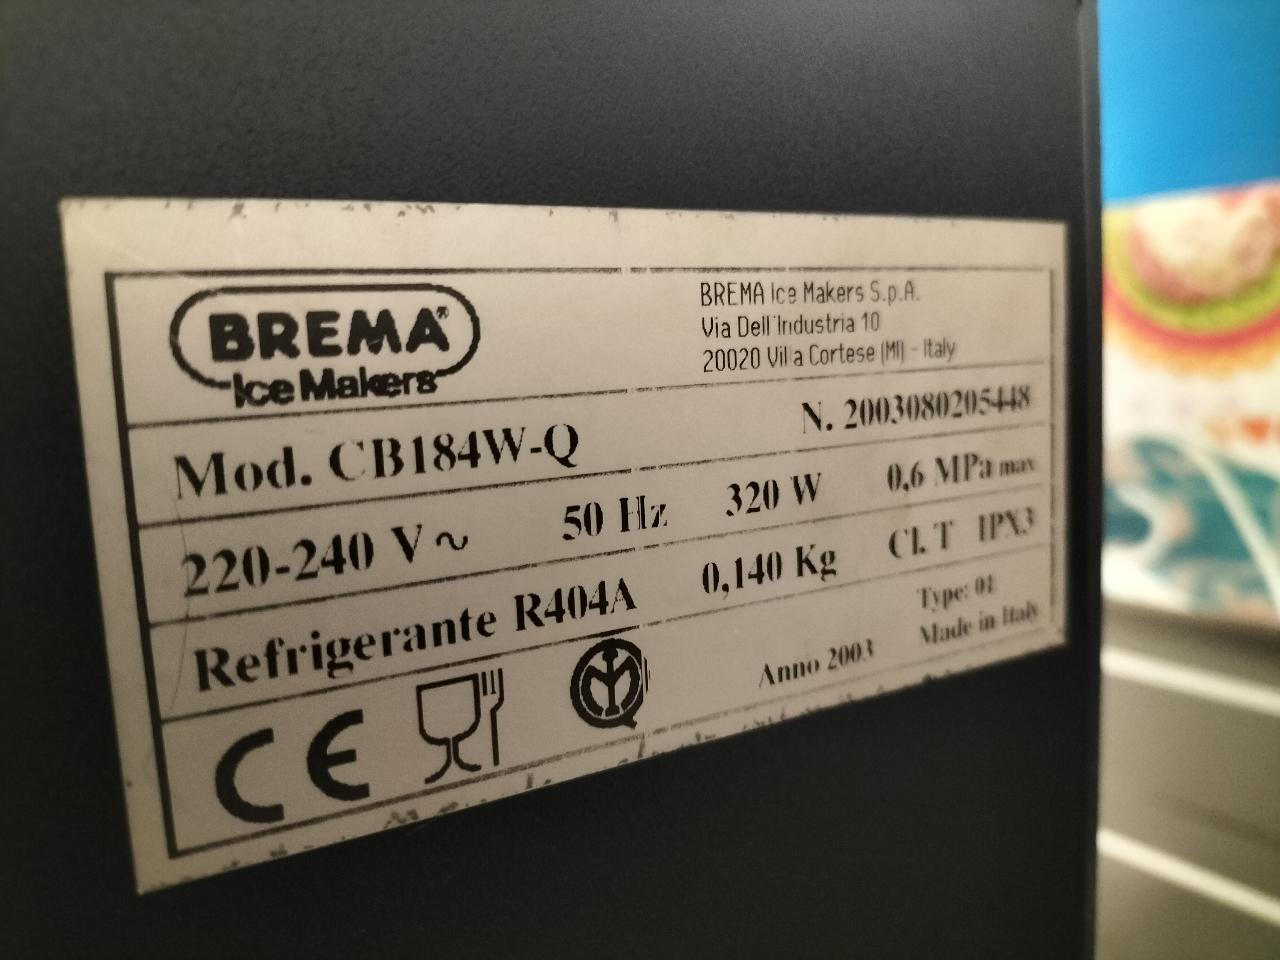 BREMA®
Ice Makers
BREMA Ice Makers S.p.A.
Via Dell'Industria 10
20020 Villa Cortese (MI) - Italy
Mod. CB184W-Q N. 2003080205448
220-240 V~ 50 Hz 320 W 0,6 MPa max
Refrigerante R404A 0,140 Kg Cl. T IPX3
CE Anno 2003 Type: 01
Made in Italy